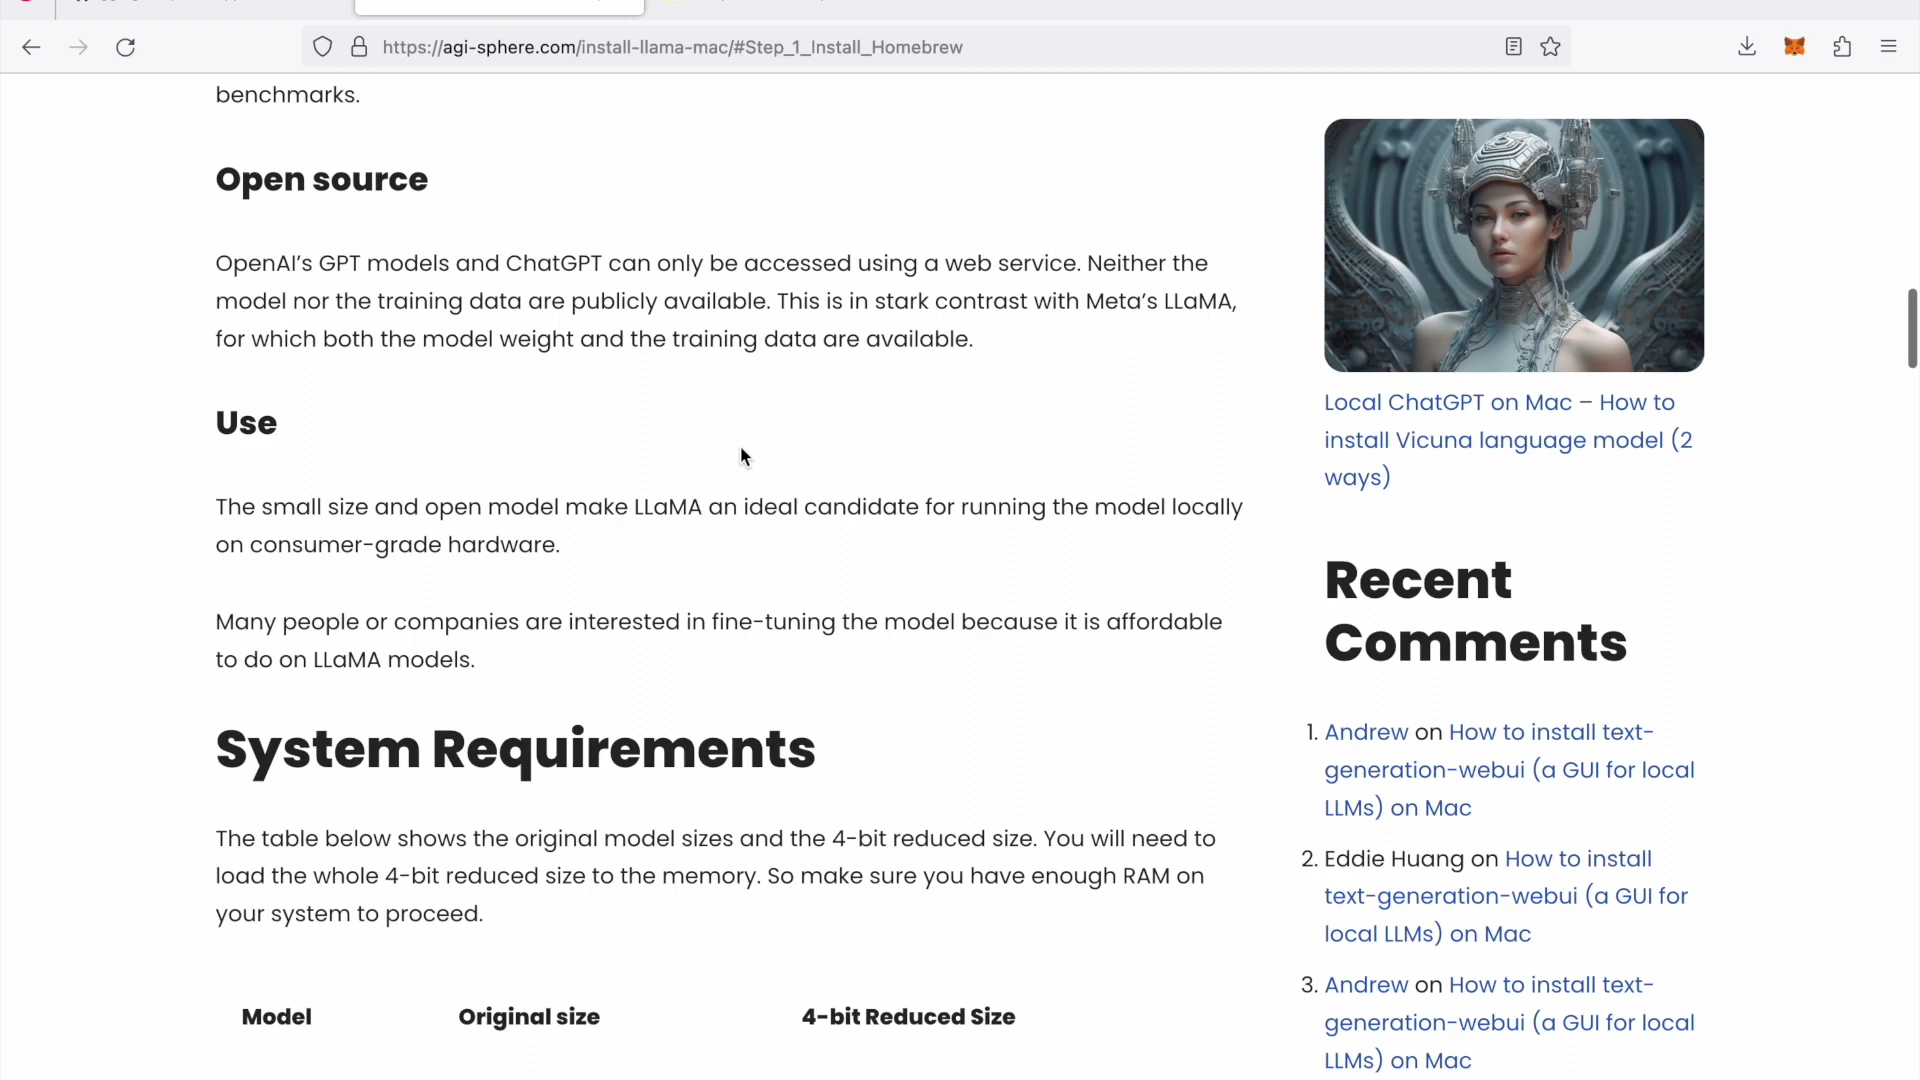 https://agi-sphere.com/install-llama-mac/#Step_1_Install_Homebrew
benchmarks.
Open source
OpenAI’s GPT models and ChatGPT can only be accessed using a web service. Neither the
model nor the training data are publicly available. This is in stark contrast with Meta’s LLaMA,
for which both the model weight and the training data are available.
Use
The small size and open model make LLaMA an ideal candidate for running the model locally
on consumer-grade hardware.
Many people or companies are interested in fine-tuning the model because it is affordable
to do on LLaMA models.
System Requirements
The table below shows the original model sizes and the 4-bit reduced size. You will need to
load the whole 4-bit reduced size to the memory. So make sure you have enough RAM on
your system to proceed.
Model Original size 4-bit Reduced Size
Local ChatGPT on Mac – How to
install Vicuna language model (2
ways)
Recent
Comments
1. Andrew on How to install text-
generation-webui (a GUI for local
LLMs) on Mac
2. Eddie Huang on How to install
text-generation-webui (a GUI for
local LLMs) on Mac
3. Andrew on How to install text-
generation-webui (a GUI for local
LLMs) on Mac